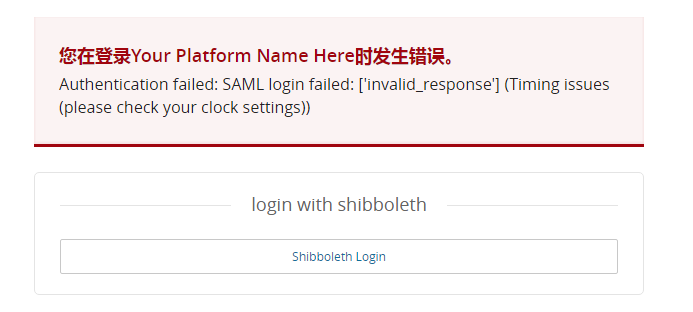 您在登录Your Platform Name Here时发生错误。
Authentication failed: SAML login failed: ['invalid_response'] (Timing issues
(please check your clock settings))
login with shibboleth
Shibboleth Login